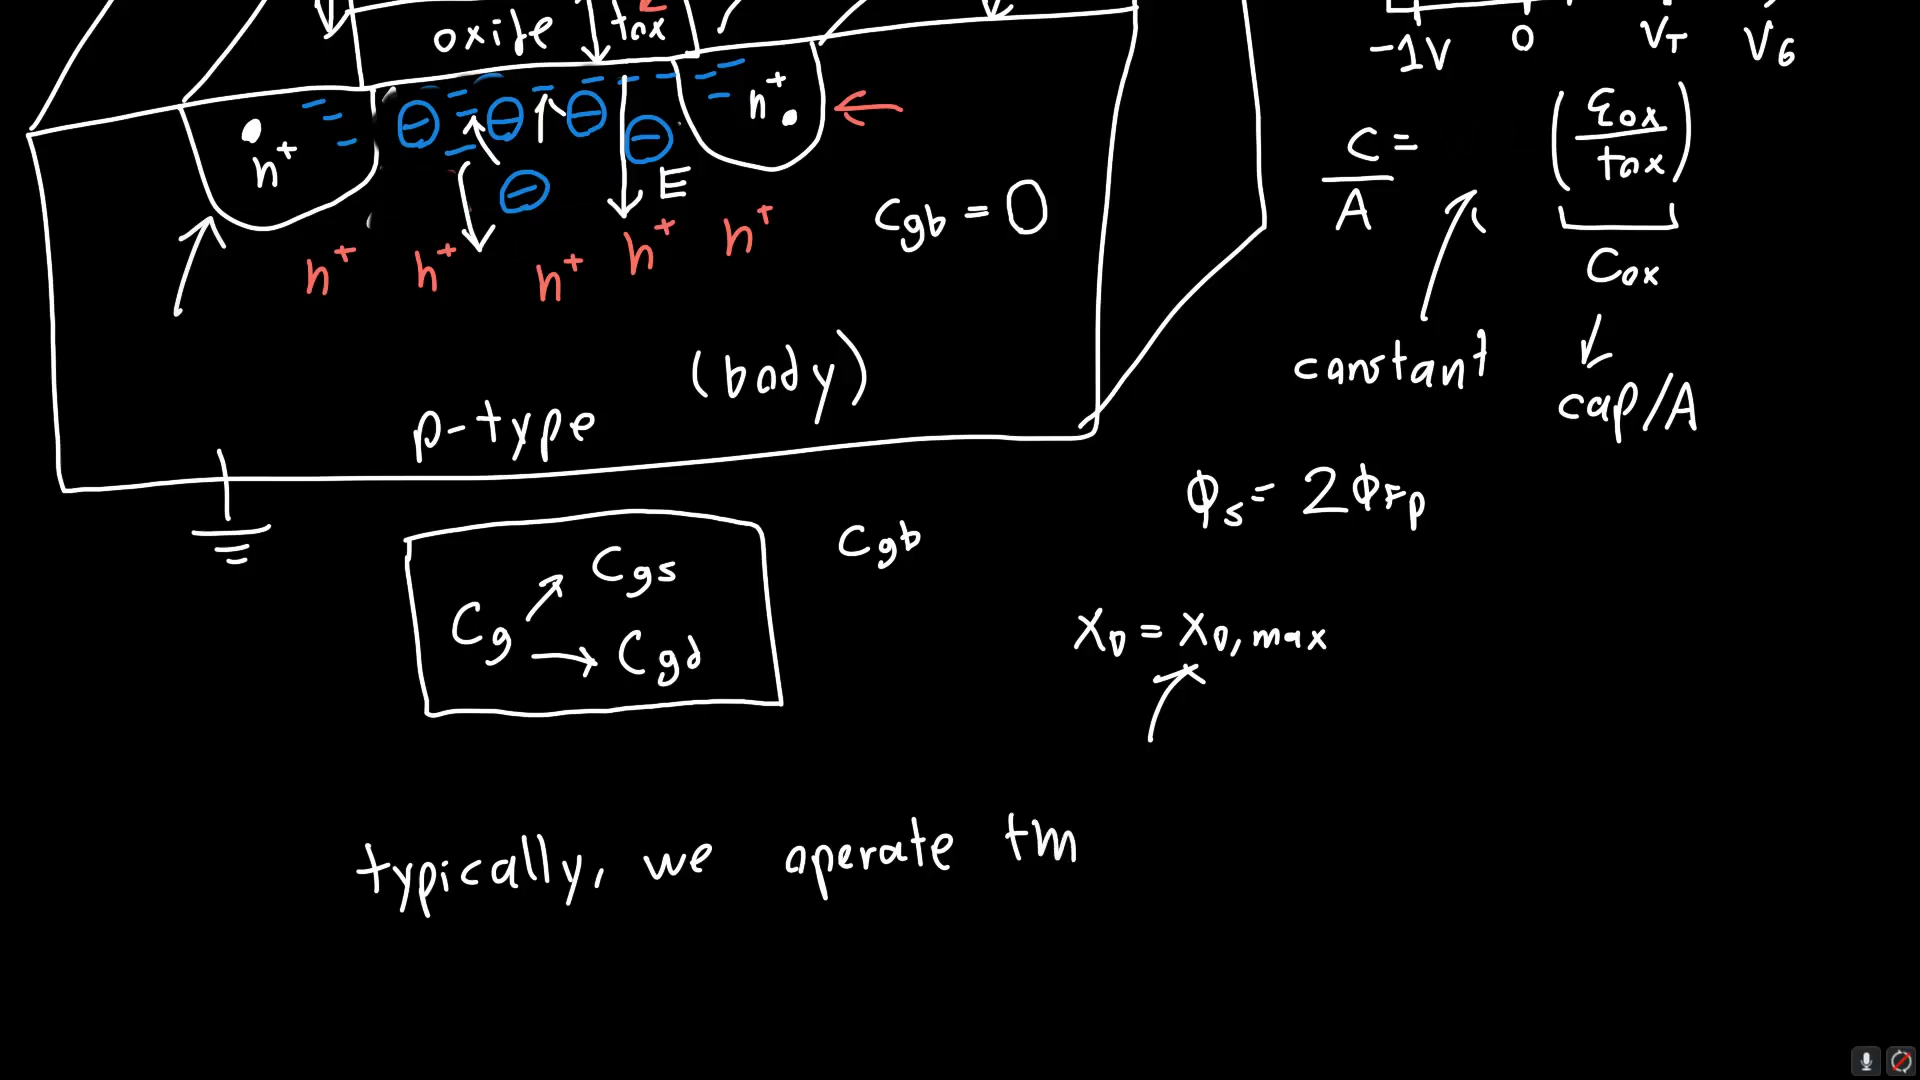 oxide tox
-1V 0 VT VG
n+ n+
E
h+ h+ h+ h+ h+
Cgb = 0
C/A = (εox/tox)
Cox
constant
cap/A
(body)
p-type
ϕs = 2ϕFp
Cgs
Cgb
Cg
Cgd
XD = XD,max
typically, we operate tm